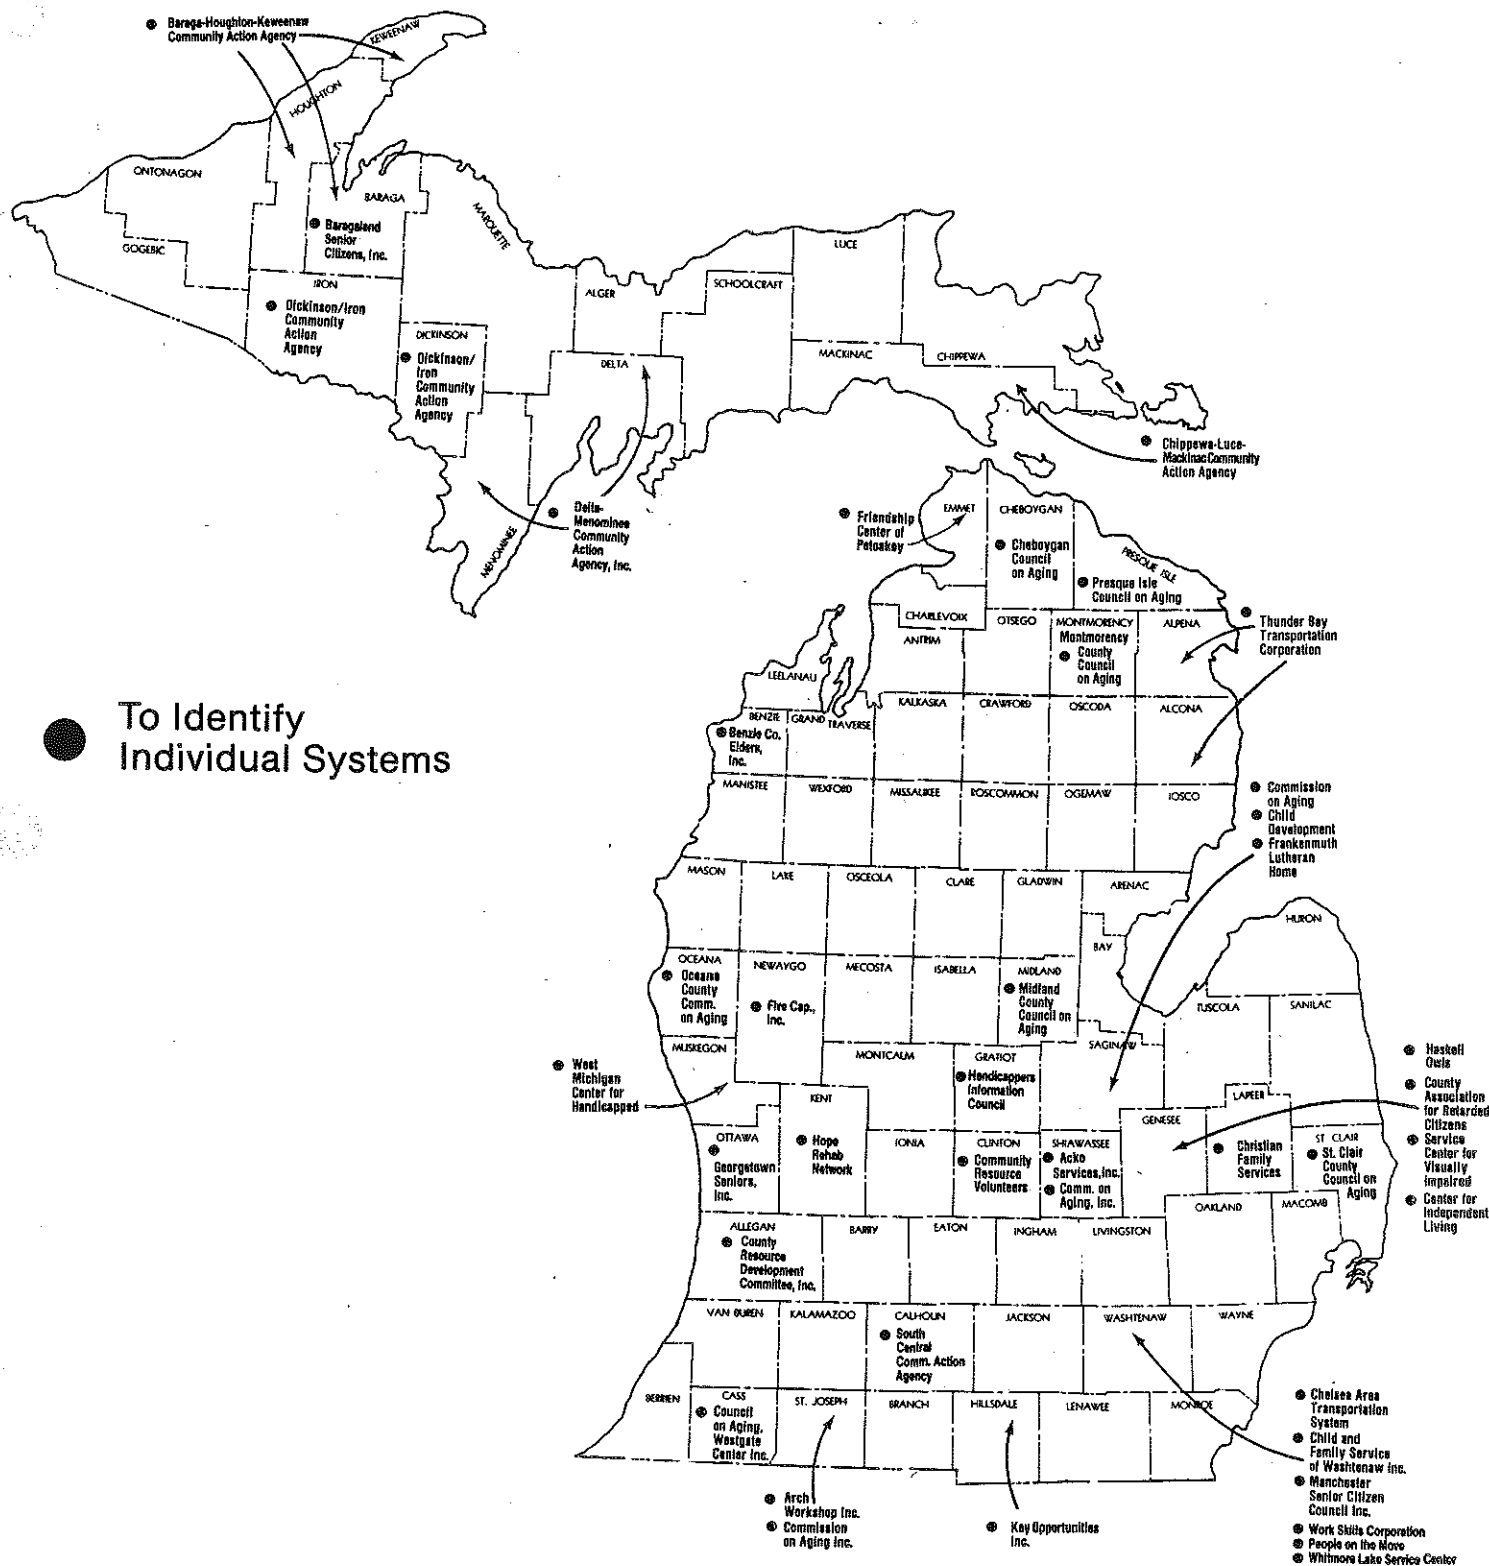 Baraga-Houghton-Keweenaw
Community Action Agency
KEWEENAW
HOUGHTON
ONTONAGON
GOGEBIC
BARAGA
Baragaland
Senior
Citizens, Inc.
MARQUETTE
IRON
Dickinson/Iron
Community
Action
Agency
DICKINSON
Dickinson/
Iron
Community
Action
Agency
ALGER
SCHOOLCRAFT
LUCE
DELTA
MACKINAC
CHIPPEWA
Chippewa-Luce-
Mackinac Community
Action Agency
MENOMINEE
Delta-
Menominee
Community
Action
Agency, Inc.
Friendship
Center of
Petoskey
EMMET
CHEBOYGAN
Cheboygan
Council
on Aging
PRESQUE ISLE
Presque Isle
Council on Aging
CHARLEVOIX
ANTRIM
OTSEGO
MONTMORENCY
Montmorency
County
Council
on Aging
ALPENA
Thunder Bay
Transportation
Corporation
To Identify
Individual Systems
LEELANAU
BENZIE
Benzie Co.
Elders,
Inc.
GRAND TRAVERSE
KALKASKA
CRAWFORD
OSCODA
ALCONA
MANISTEE
WEXFORD
MISSAUKEE
ROSCOMMON
OGEMAW
IOSCO
Commission
on Aging
Child
Development
Frankenmuth
Lutheran
Home
MASON
LAKE
OSCEOLA
CLARE
GLADWIN
ARENAC
BAY
HURON
OCEANA
Oceana
County
Comm.
on Aging
NEWAYGO
Five Cap.,
Inc.
MECOSTA
ISABELLA
MIDLAND
Midland
County
Council on
Aging
TUSCOLA
SANILAC
MUSKEGON
West
Michigan
Center for
Handicapped
MONTCALM
GRATIOT
Handicappers
Information
Council
SAGINAW
Haskell
Owls
County
Association
for Retarded
Citizens
Service
Center for
Visually
Impaired
Center for
Independent
Living
KENT
Hope
Rehab
Network
OTTAWA
Georgetown
Seniors,
Inc.
IONIA
CLINTON
Community
Resource
Volunteers
SHIAWASSEE
Acko
Services, Inc.
Comm. on
Aging, Inc.
GENESEE
LAPEER
Christian
Family
Services
ST CLAIR
St. Clair
County
Council on
Aging
ALLEGAN
County
Resource
Development
Committee, Inc.
BARRY
EATON
INGHAM
LIVINGSTON
OAKLAND
MACOMB
VAN BUREN
KALAMAZOO
CALHOUN
South
Central
Comm. Action
Agency
JACKSON
WASHTENAW
WAYNE
BERRIEN
CASS
Council
on Aging,
Westgate
Center Inc.
ST. JOSEPH
BRANCH
HILLSDALE
LENAWEE
MONROE
Arch
Workshop Inc.
Commission
on Aging Inc.
Key Opportunities
Inc.
Chelsea Area
Transportation
System
Child and
Family Service
of Washtenaw Inc.
Manchester
Senior Citizen
Council Inc.
Work Skills Corporation
People on the Move
Whitmore Lake Service Center